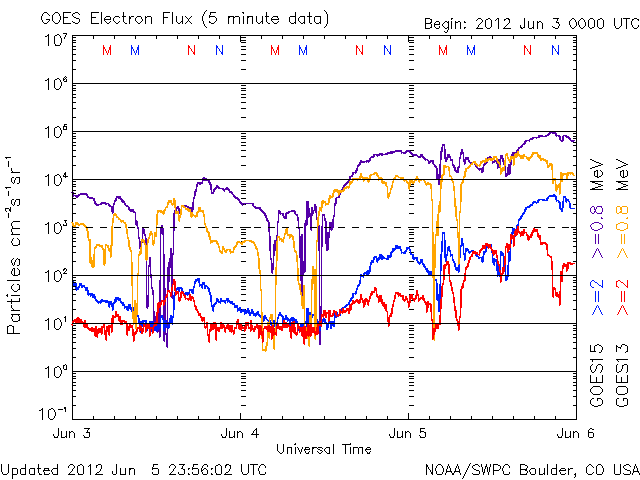 GOES Electron Flux (5 minute data)
Begin: 2012 Jun 3 0000 UTC
10⁷
M M N N M M N N M M N N
10⁶
10⁵
10⁴
10³
10²
10¹
10⁰
10⁻¹
Particles cm⁻²s⁻¹sr⁻¹
Jun 3 Jun 4 Jun 5 Jun 6
Universal Time
GOES15 >=2 >=0.8 MeV
GOES13 >=2 >=0.8 MeV
Updated 2012 Jun 5 23:56:02 UTC
NOAA/SWPC Boulder, CO USA